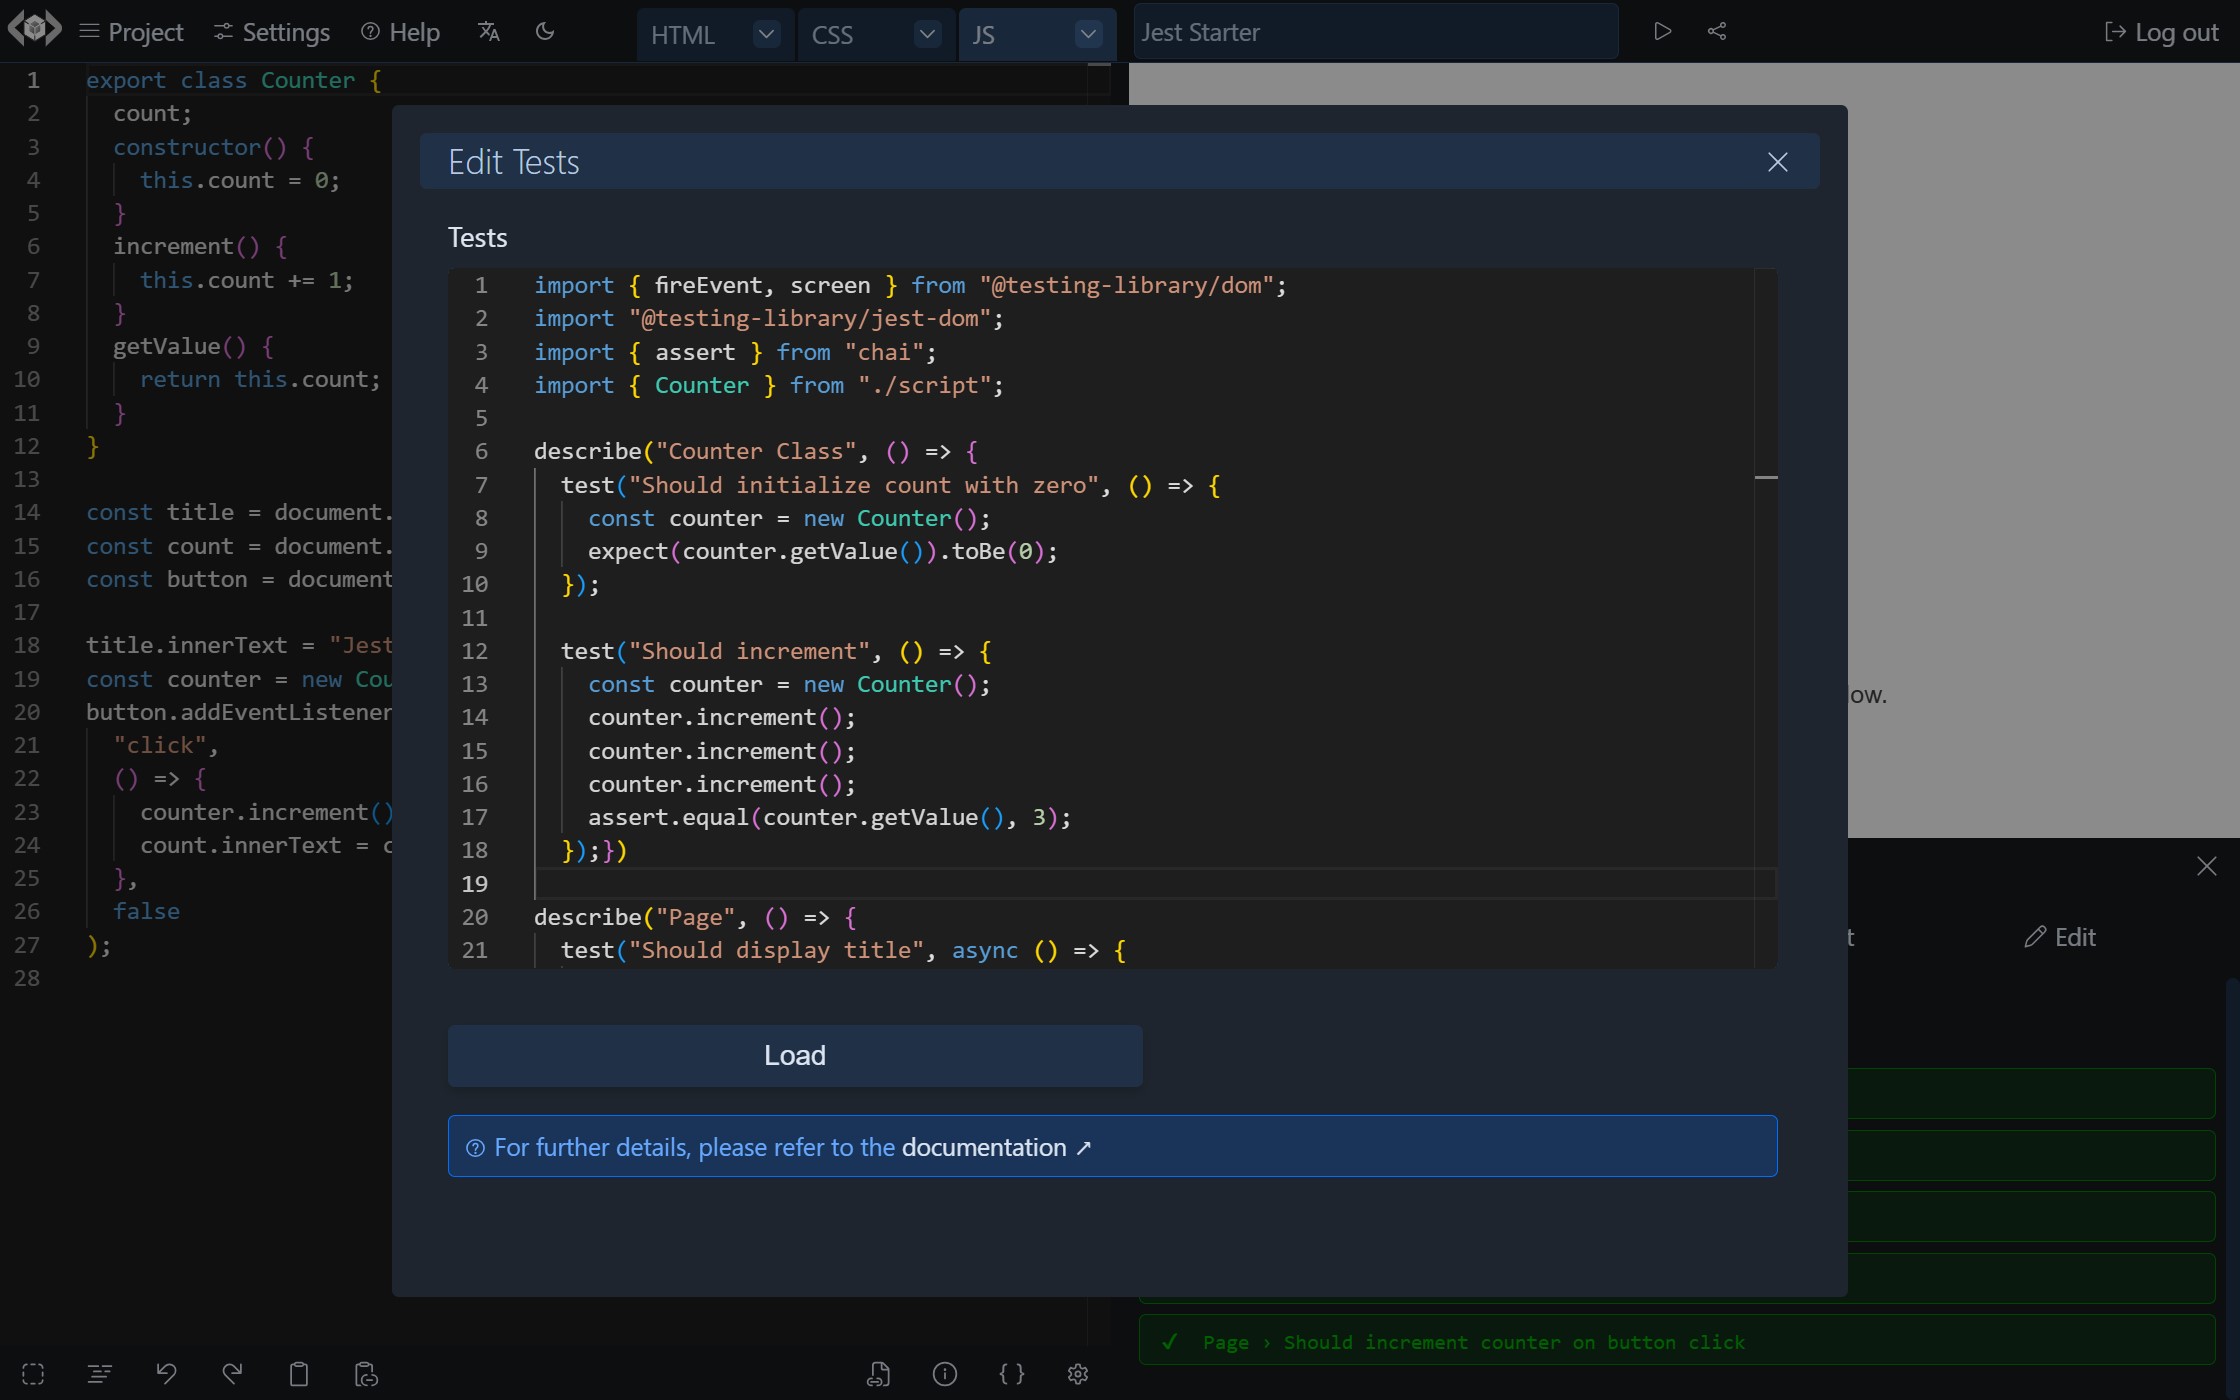 Project Settings Help HTML CSS JS Jest Starter Log out
1 export class Counter {
2 count;
3 constructor() {
4 this.count = 0;
5 }
6 increment() {
7 this.count += 1;
8 }
9 getValue() {
10 return this.count;
11 }
12 }
13
14 const title = document.
15 const count = document.
16 const button = document
17
18 title.innerText = "Jest
19 const counter = new Cou
20 button.addEventListener
21 "click",
22 () => {
23 counter.increment()
24 count.innerText = c
25 },
26 false
27 );
28
Edit Tests
Tests
1 import { fireEvent, screen } from "@testing-library/dom";
2 import "@testing-library/jest-dom";
3 import { assert } from "chai";
4 import { Counter } from "./script";
5
6 describe("Counter Class", () => {
7 test("Should initialize count with zero", () => {
8 const counter = new Counter();
9 expect(counter.getValue()).toBe(0);
10 });
11
12 test("Should increment", () => {
13 const counter = new Counter();
14 counter.increment();
15 counter.increment();
16 counter.increment();
17 assert.equal(counter.getValue(), 3);
18 });})
19
20 describe("Page", () => {
21 test("Should display title", async () => {
Load
For further details, please refer to the documentation ↗
low.
t Edit
✓ Page › Should increment counter on button click